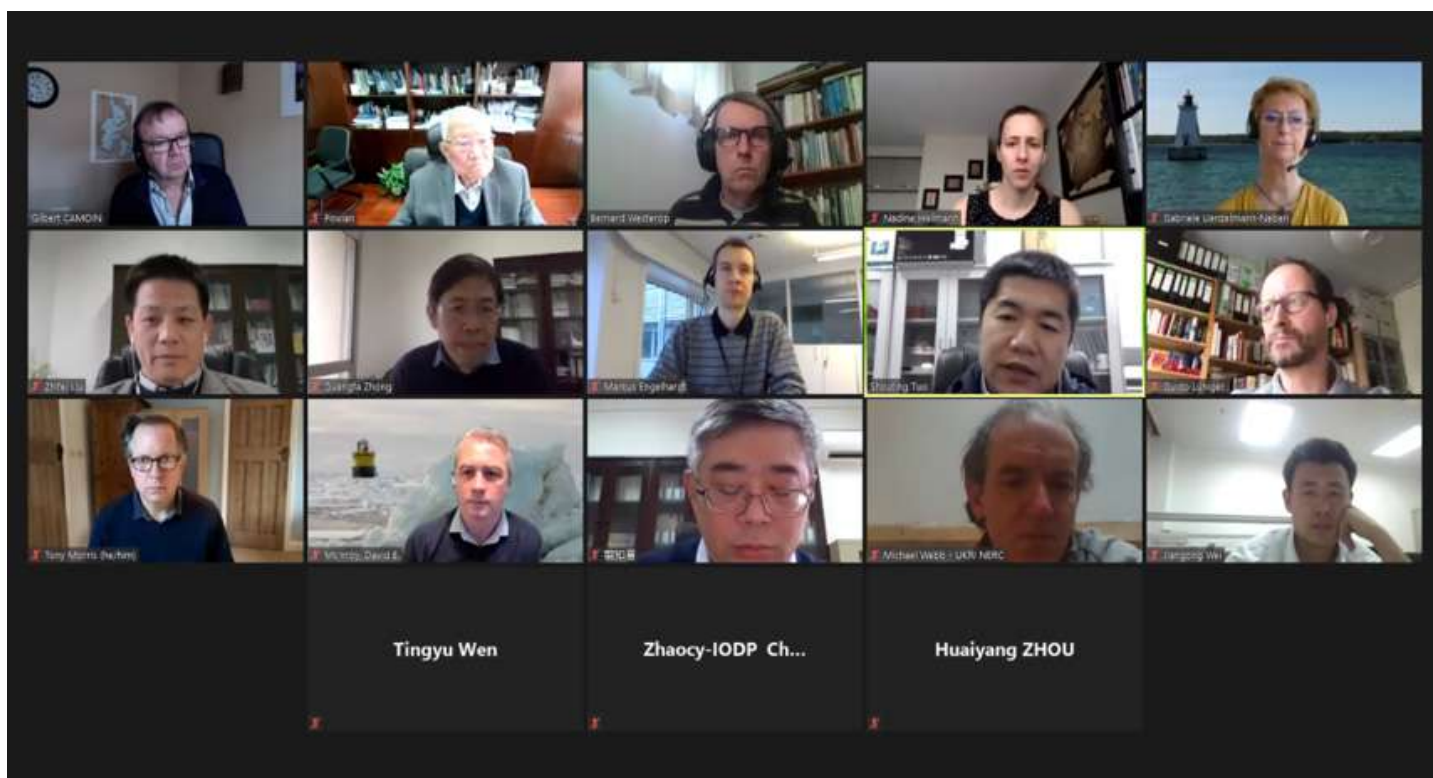 Gilbert CAMOIN
Bernard Westerop
Nadine Hallmann
Gabriele Uenzelmann-Neben
Zhifei Liu
Guangfa Zhong
Marcus Engelhardt
Shouting Tuo
Guido Lüniger
Tony Morris (he/him)
McInroy, David B.
Michael Webb - UKRI NERC
Jiangong Wei
Tingyu Wen
Zhaocy-IODP Ch...
Huaiyang ZHOU